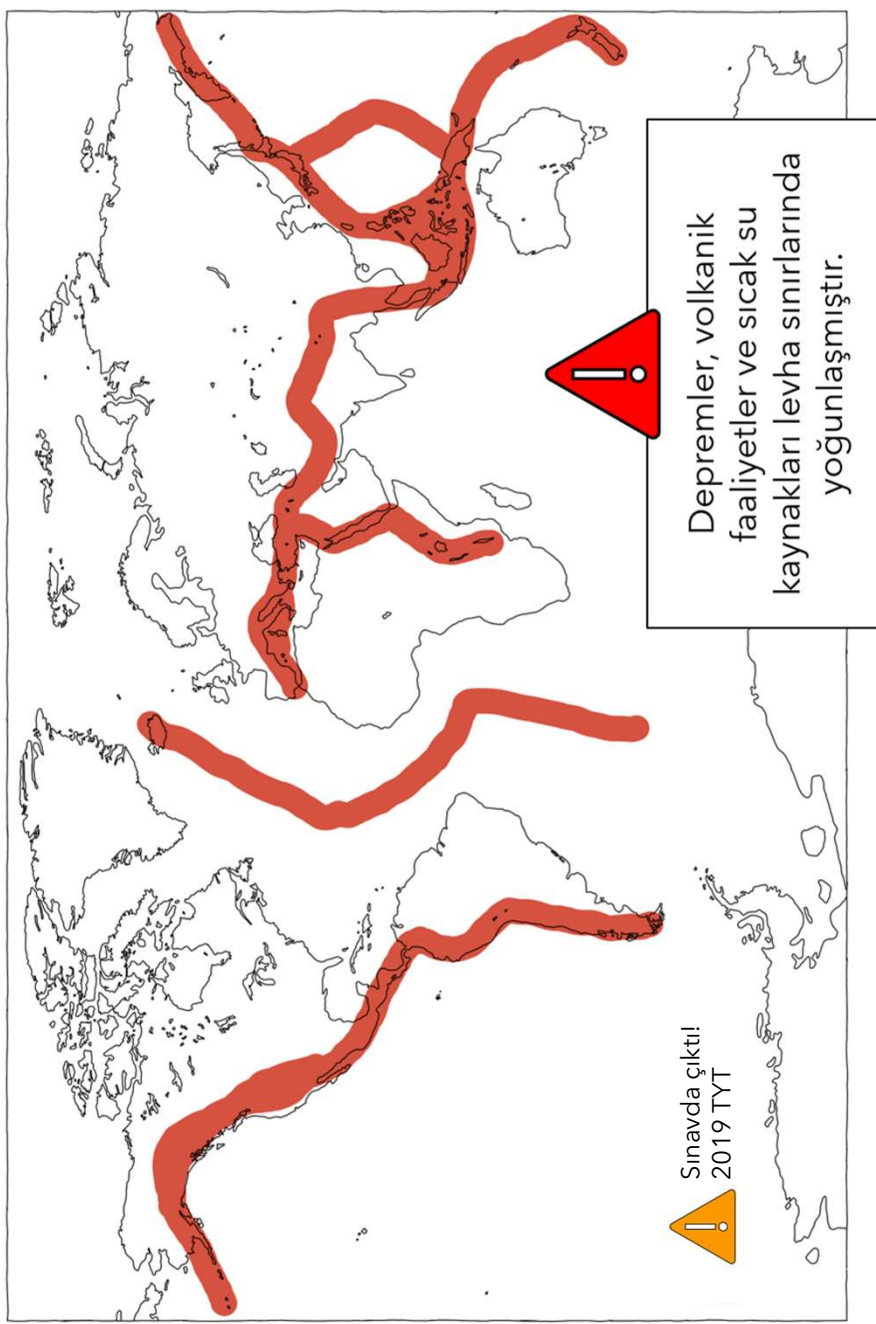 Depremler, volkanik
faaliyetler ve sıcak su
kaynakları levha sınırlarında
yoğunlaşmıştır.
Sınavda çıktı!
2019 TYT